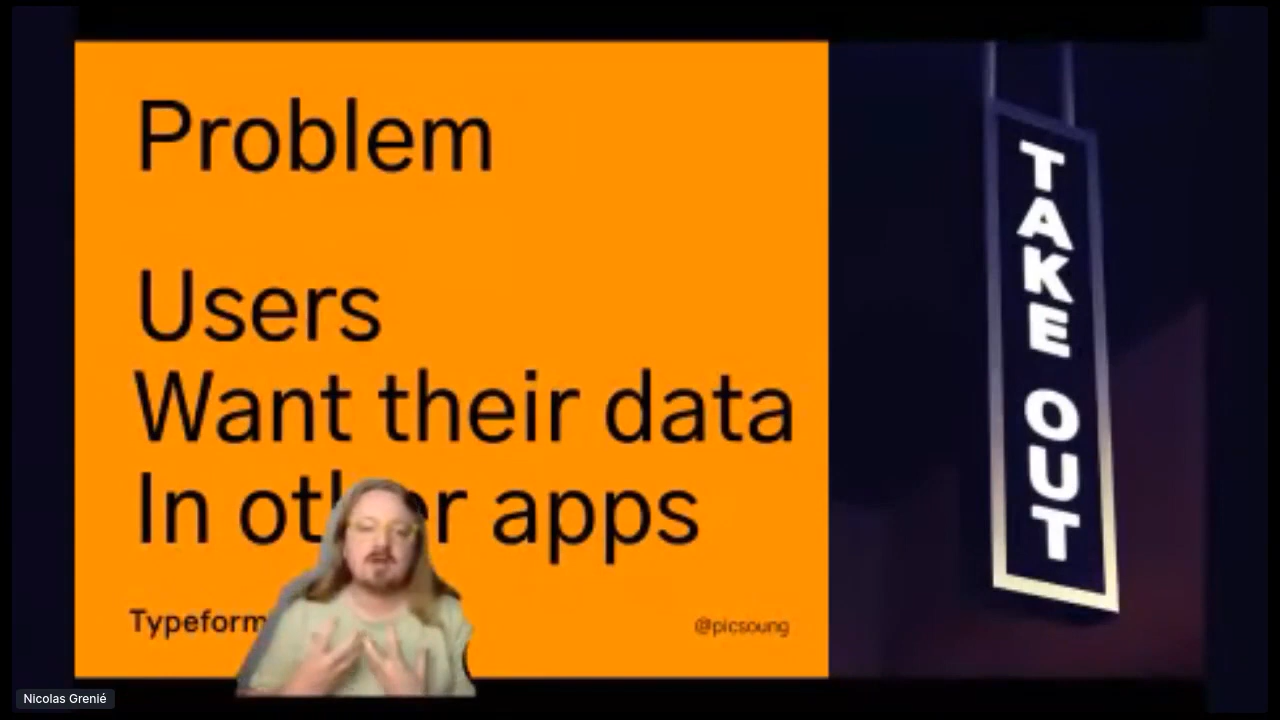 Problem
Users
Want their data
In other apps
Typeform
@picsoung
TAKE OUT
Nicolas Grenié